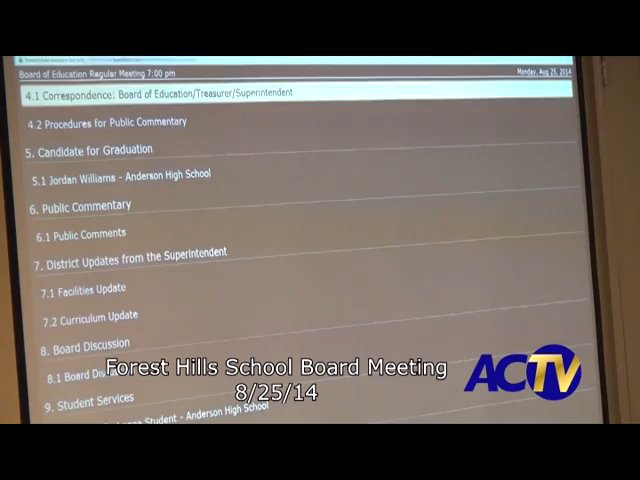 Board of Education Regular Meeting 7:00 pm
Monday, Aug 25, 2014
4.1 Correspondence: Board of Education/Treasurer/Superintendent
4.2 Procedures for Public Commentary
5. Candidate for Graduation
5.1 Jordan Williams - Anderson High School
6. Public Commentary
6.1 Public Comments
7. District Updates from the Superintendent
7.1 Facilities Update
7.2 Curriculum Update
8. Board Discussion
8.1 Board
Forest Hills School Board Meeting
8/25/14
ACTV
9. Student Services
Student - Anderson High School